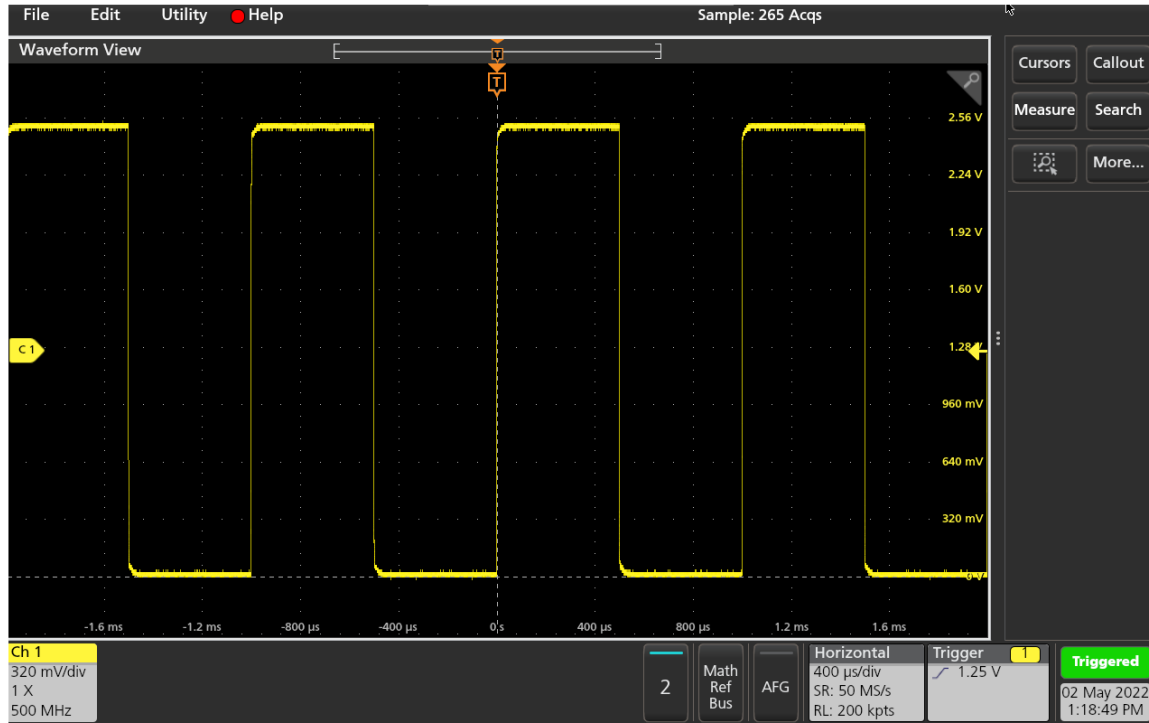 File Edit Utility Help Sample: 265 Acqs
Waveform View
T
T
Cursors Callout
Measure Search
More...
2.56 V
2.24 V
1.92 V
1.60 V
C 1
1.28
960 mV
640 mV
320 mV
0 V
-1.6 ms -1.2 ms -800 µs -400 µs 0 s 400 µs 800 µs 1.2 ms 1.6 ms
Ch 1
320 mV/div
1 X
500 MHz
2
Math
Ref
Bus
AFG
Horizontal
400 µs/div
SR: 50 MS/s
RL: 200 kpts
Trigger 1
1.25 V
Triggered
02 May 2022
1:18:49 PM